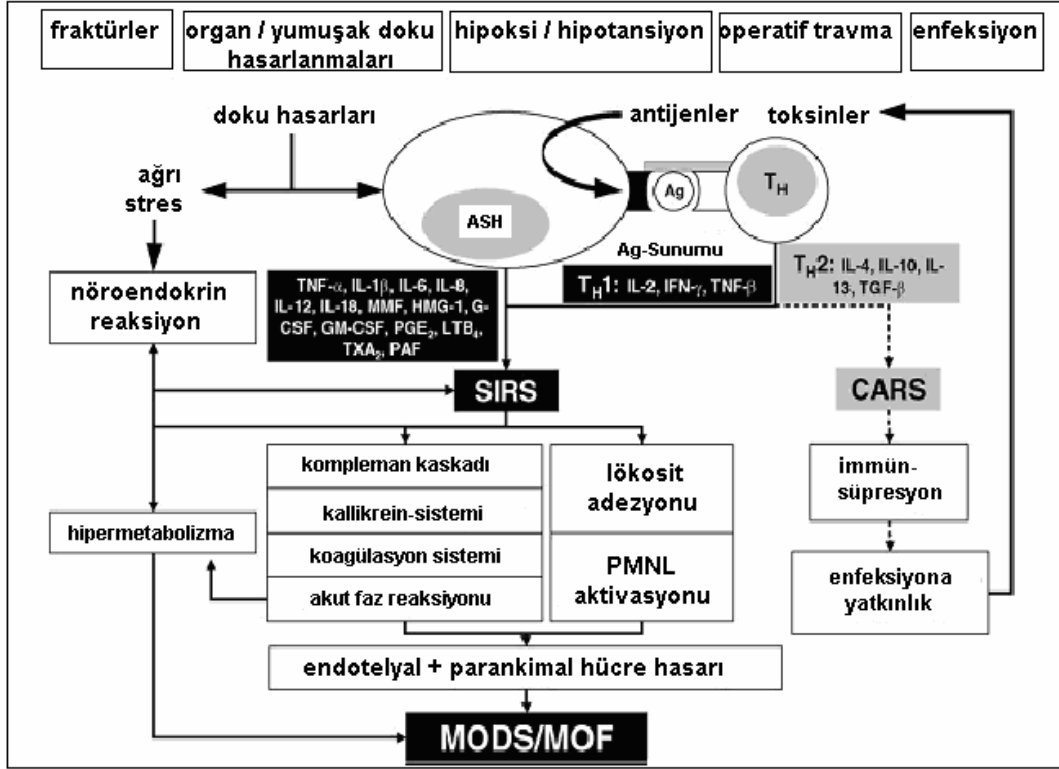 fraktürler
organ / yumuşak doku
hasarlanmaları
hipoksi / hipotansiyon
operatif travma
enfeksiyon
doku hasarları
antijenler
toksinler
ağrı
stres
ASH
Ag
TH
Ag-Sunumu
nöroendokrin
reaksiyon
TNF-α, IL-1β, IL-6, IL-8,
IL-12, IL-18, MMF, HMG-1, G-
CSF, GM-CSF, PGE2, LTB4,
TXA2, PAF
TH1: IL-2, IFN-γ, TNF-β
TH2: IL-4, IL-10, IL-
13, TGF-β
SIRS
CARS
kompleman kaskadı
kallikrein-sistemi
koagülasyon sistemi
akut faz reaksiyonu
lökosit
adezyonu
PMNL
aktivasyonu
immün-
süpresyon
hipermetabolizma
enfeksiyona
yatkınlık
endotelyal + parankimal hücre hasarı
MODS/MOF